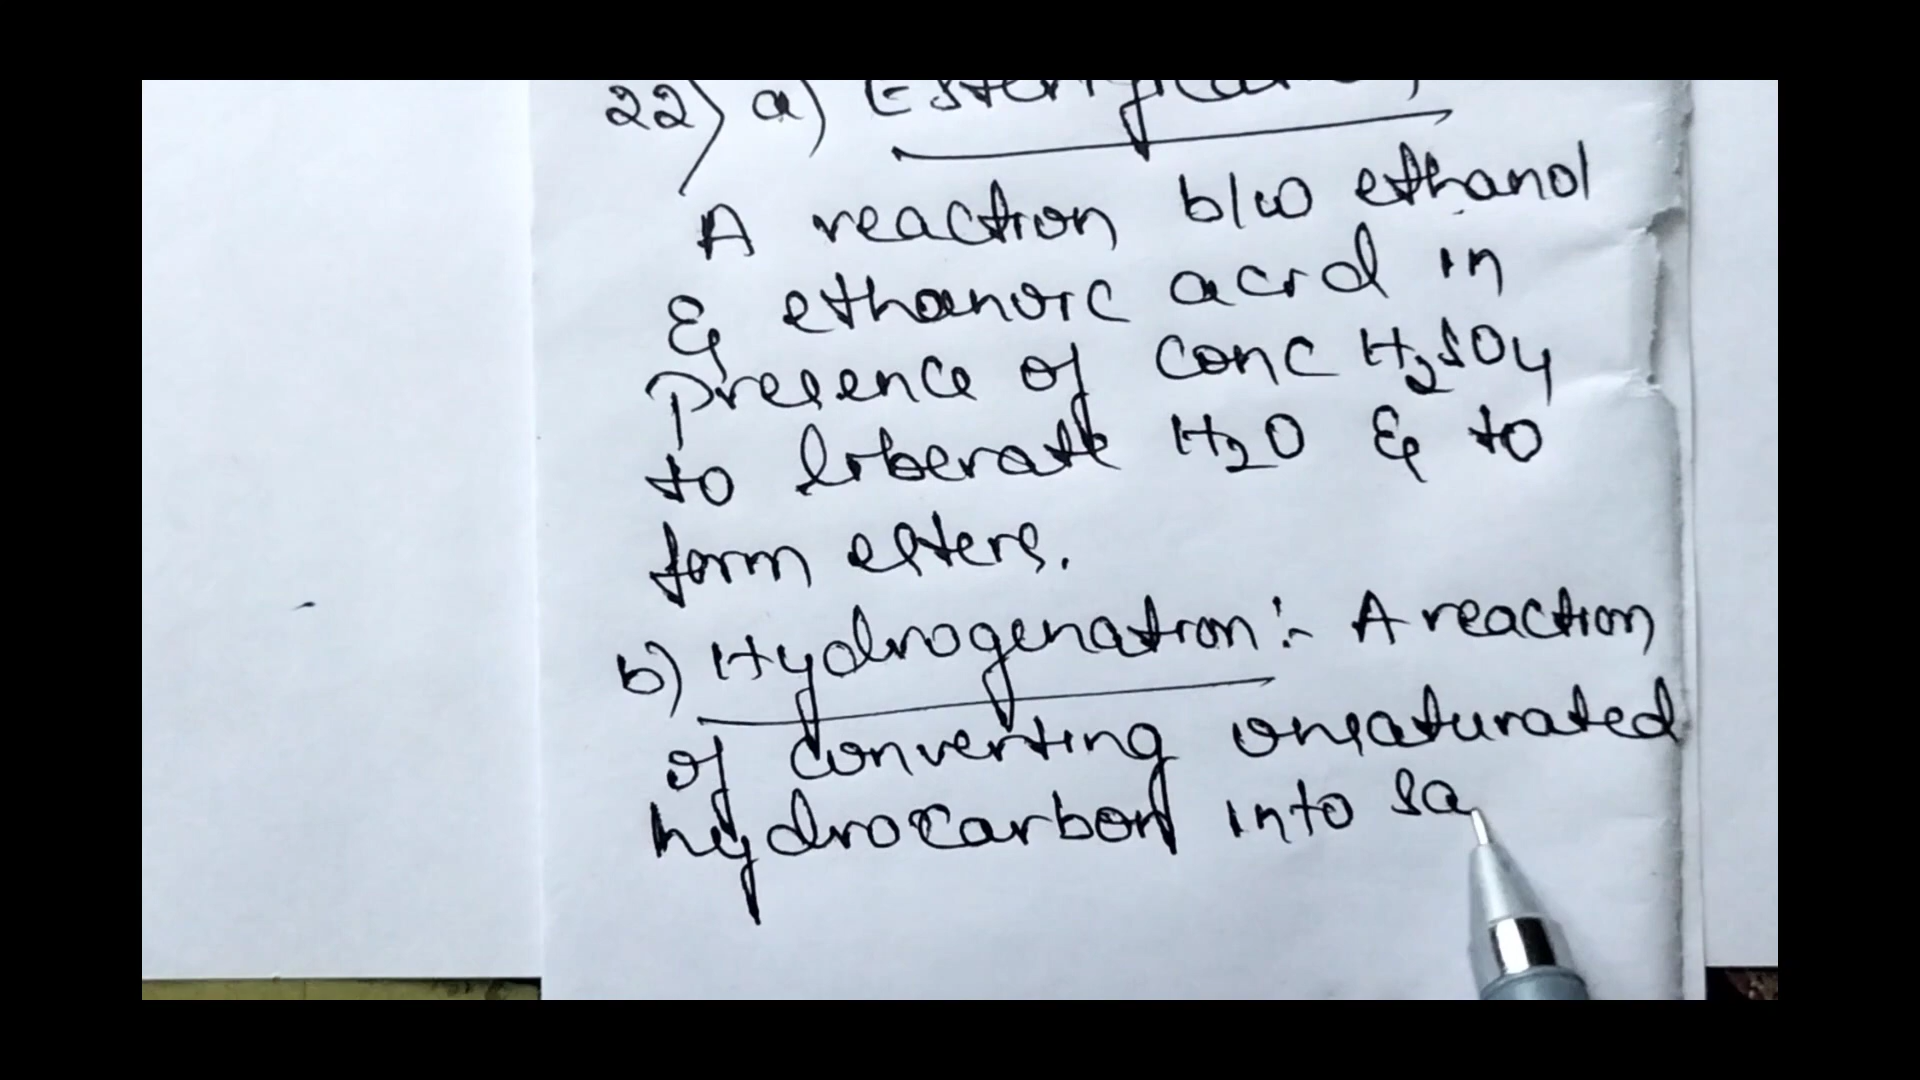 22) a) Esterification
A reaction b/w ethanol
& ethanoic acid in
presence of conc H2SO4
to liberate H2O & to
form esters.
b) Hydrogenation :- A reaction
of converting unsaturated
hydrocarbon into sa